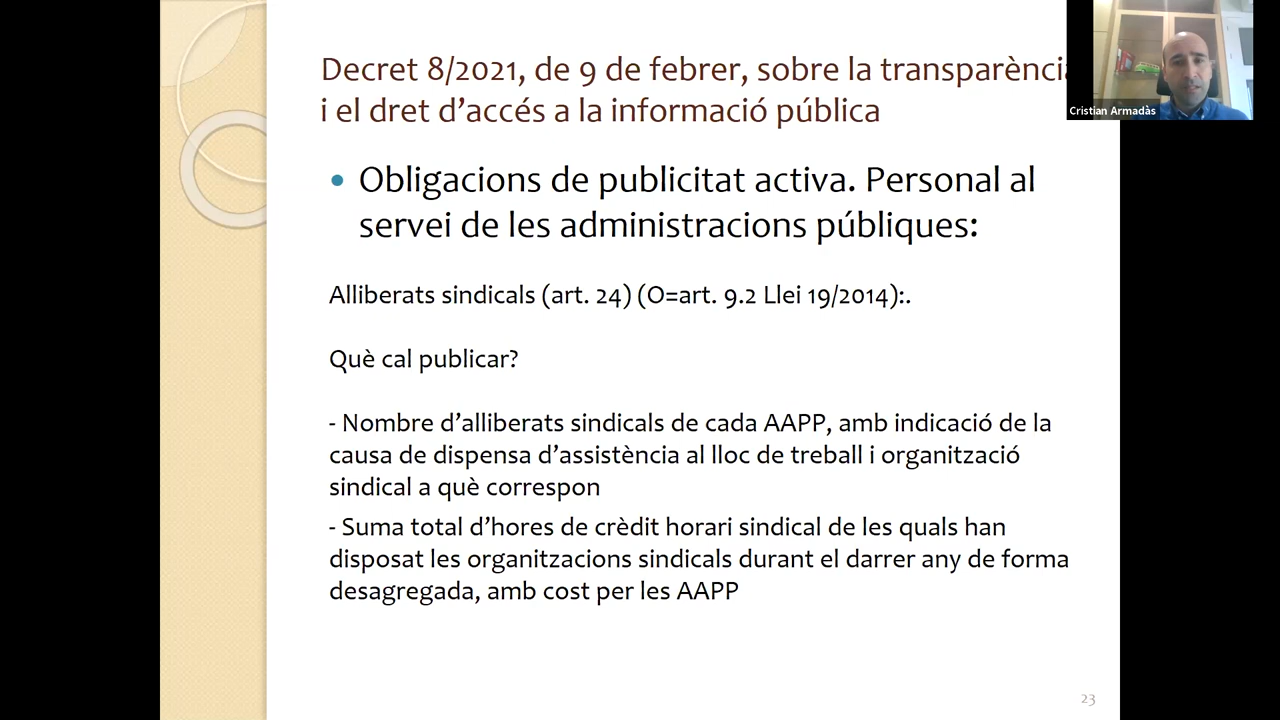 Decret 8/2021, de 9 de febrer, sobre la transparència
i el dret d'accés a la informació pública
Cristian Armadàs
• Obligacions de publicitat activa. Personal al
servei de les administracions públiques:
Alliberats sindicals (art. 24) (O=art. 9.2 Llei 19/2014):.
Què cal publicar?
- Nombre d'alliberats sindicals de cada AAPP, amb indicació de la
causa de dispensa d'assistència al lloc de treball i organització
sindical a què correspon
- Suma total d'hores de crèdit horari sindical de les quals han
disposat les organitzacions sindicals durant el darrer any de forma
desagregada, amb cost per les AAPP
23